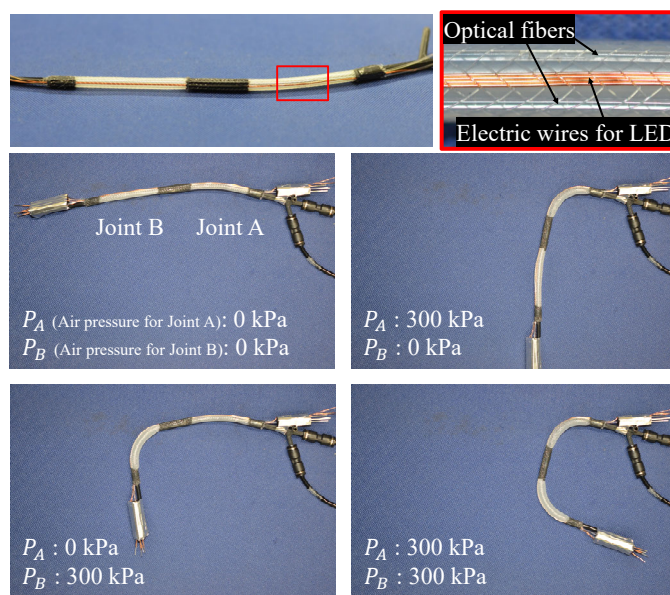 Optical fibers
Electric wires for LED
Joint B
Joint A
P_A (Air pressure for Joint A): 0 kPa
P_B (Air pressure for Joint B): 0 kPa
P_A : 300 kPa
P_B : 0 kPa
P_A : 0 kPa
P_B : 300 kPa
P_A : 300 kPa
P_B : 300 kPa